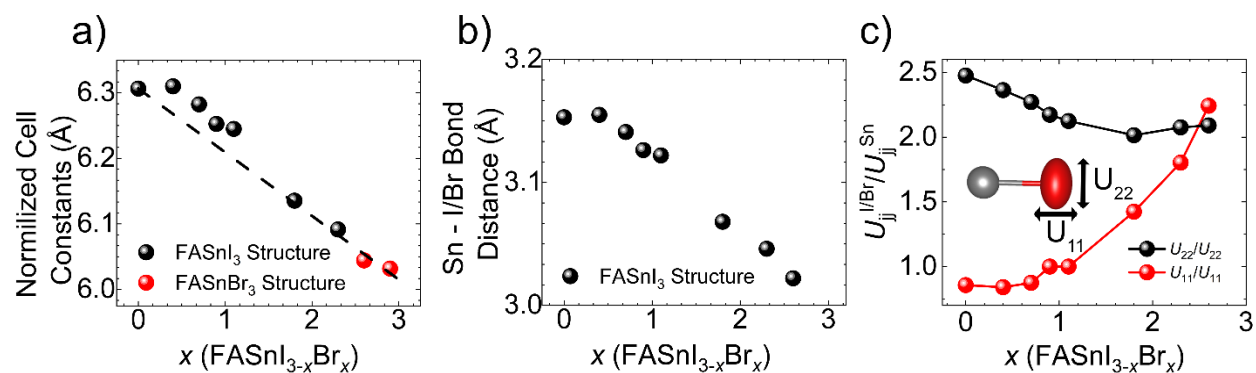 a)
Normilized Cell
Constants (Å)
6.3
6.2
6.1
6.0
FASnI3 Structure
FASnBr3 Structure
0 1 2 3
x (FASnI3-xBrx)
b)
Sn - I/Br Bond
Distance (Å)
3.2
3.1
3.0
FASnI3 Structure
0 1 2 3
x (FASnI3-xBrx)
c)
UjjI/Br/UjjSn
2.5
2.0
1.5
1.0
U22
U11
U22/U22
U11/U11
0 1 2 3
x (FASnI3-xBrx)